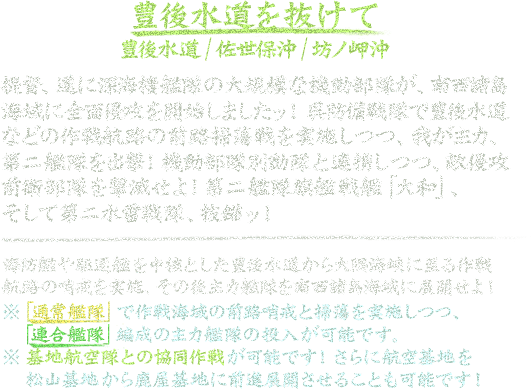 豊後水道を抜けて
豊後水道/佐世保沖/坊ノ岬沖
提督、遂に深海棲艦隊の大規模な機動部隊が、南西諸島
海域に全面侵攻を開始しましたッ! 呉防備戦隊で豊後水道
などの作戦航路の前路掃蕩戦を実施しつつ、我が主力、
第二艦隊を出撃! 機動部隊別動隊と連携しつつ、敵侵攻
前衛部隊を撃滅せよ! 第二艦隊旗艦戦艦「大和」、
そして第二水雷戦隊、抜錨ッ!
海防艦や駆逐艦を中核とした豊後水道から大隅海峡に至る作戦
航路の哨戒を実施、その後主力艦隊を南西諸島海域に展開せよ!
※ 通常艦隊 で作戦海域の前路哨戒と掃蕩を実施しつつ、
連合艦隊 編成の主力艦隊の投入が可能です。
※ 基地航空隊との協同作戦が可能です! さらに航空基地を
松山基地から鹿屋基地に前進展開させることも可能です!